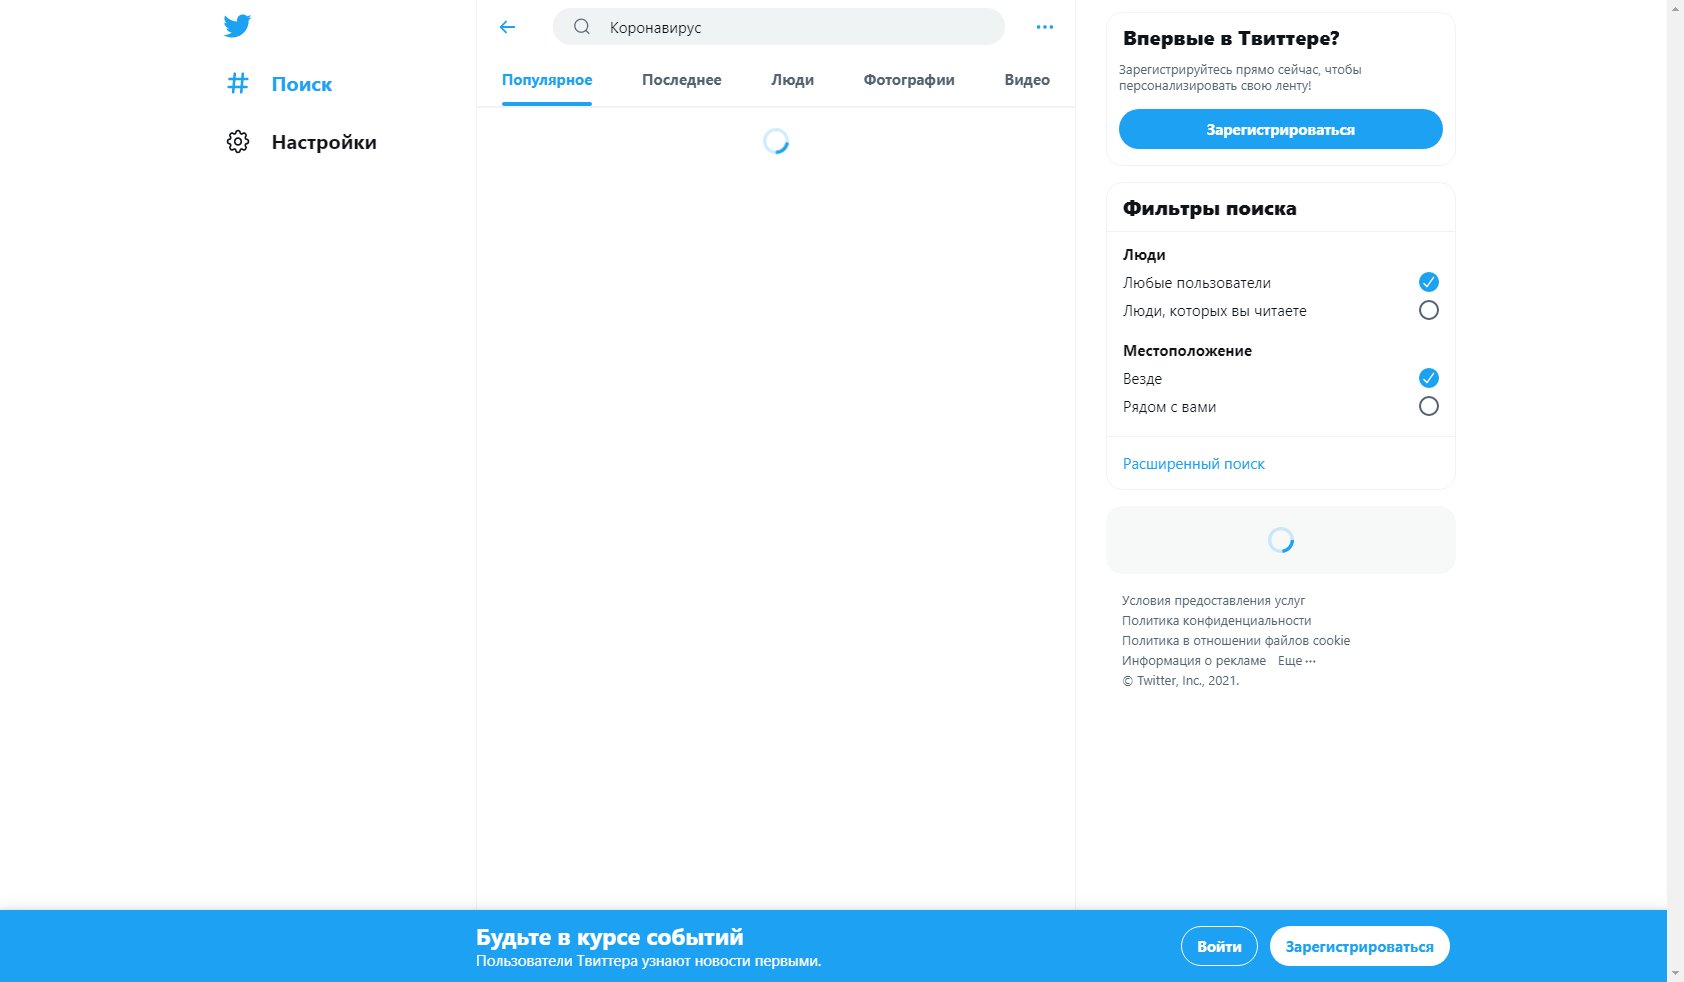 Поиск
Настройки
Коронавирус
Популярное
Последнее
Люди
Фотографии
Видео
Впервые в Твиттере?
Зарегистрируйтесь прямо сейчас, чтобы
персонализировать свою ленту!
Зарегистрироваться
Фильтры поиска
Люди
Любые пользователи
Люди, которых вы читаете
Местоположение
Везде
Рядом с вами
Расширенный поиск
Условия предоставления услуг
Политика конфиденциальности
Политика в отношении файлов cookie
Информация о рекламе Еще ···
© Twitter, Inc., 2021.
Будьте в курсе событий
Пользователи Твиттера узнают новости первыми.
Войти
Зарегистрироваться